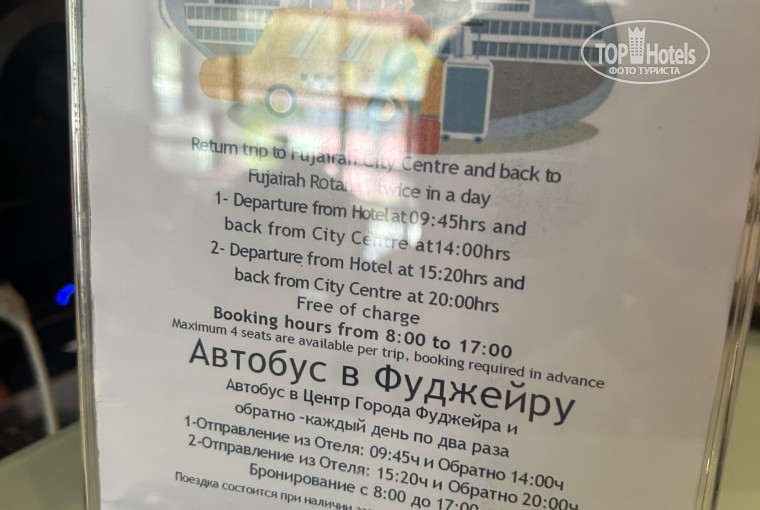 TOP Hotels
ФОТО ТУРИСТА
Return trip to Fujairah City Centre and back to
Fujairah Rotana twice in a day
1- Departure from Hotel at 09:45hrs and
back from City Centre at 14:00hrs
2- Departure from Hotel at 15:20hrs and
back from City Centre at 20:00hrs
Free of charge
Booking hours from 8:00 to 17:00
Maximum 4 seats are available per trip, booking required in advance
Автобус в Фуджейру
Автобус в Центр Города Фуджейра и
обратно -каждый день по два раза
1-Отправление из Отеля: 09:45ч и Обратно 14:00ч
2-Отправление из Отеля: 15:20ч и Обратно 20:00ч
Бронирование с 8:00 до 17:00
Поездка состоится при наличии